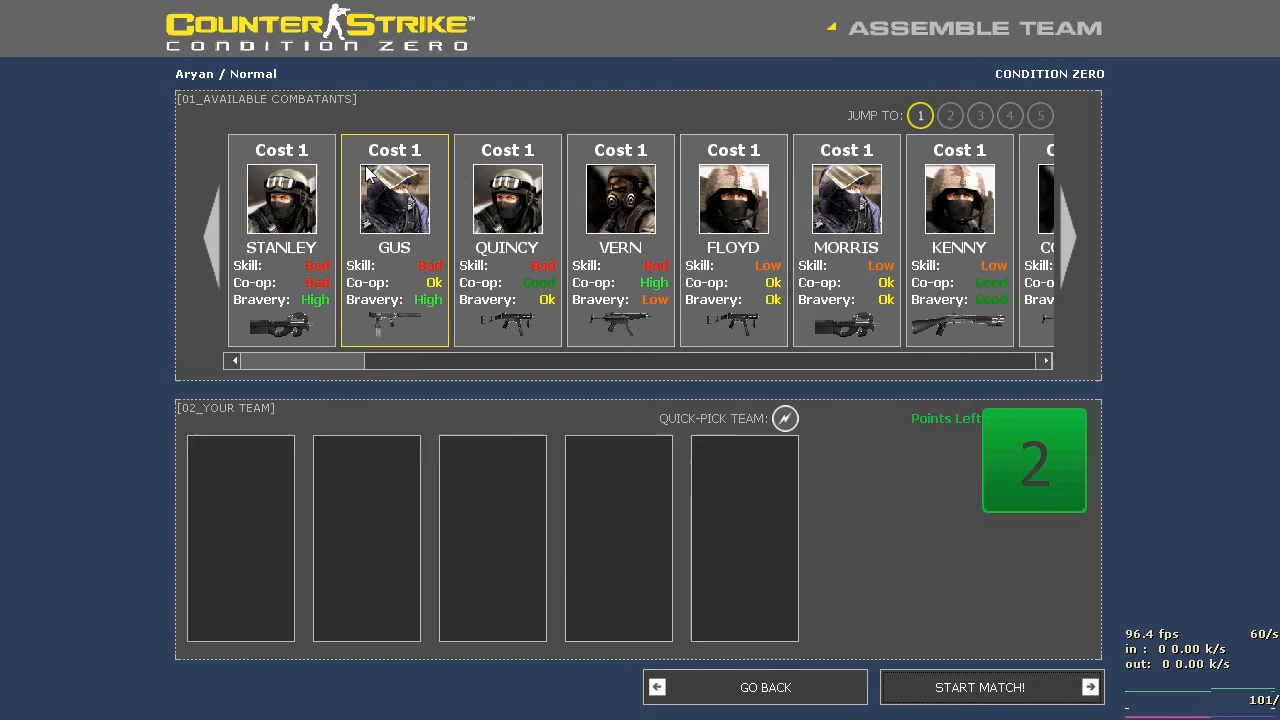 COUNTER STRIKE™
CONDITION ZERO
ASSEMBLE TEAM
Aryan / Normal
CONDITION ZERO
[01_AVAILABLE COMBATANTS]
JUMP TO: 1 2 3 4 5
Cost 1 Cost 1 Cost 1 Cost 1 Cost 1 Cost 1 Cost 1 C
STANLEY GUS QUINCY VERN FLOYD MORRIS KENNY CO
Skill: Bad Skill: Bad Skill: Bad Skill: Bad Skill: Low Skill: Low Skill: Low Skill:
Co-op: Bad Co-op: Ok Co-op: Good Co-op: High Co-op: Ok Co-op: Ok Co-op: Good Co-o
Bravery: High Bravery: High Bravery: Ok Bravery: Low Bravery: Ok Bravery: Ok Bravery: Good Brav
[02_YOUR TEAM]
QUICK-PICK TEAM:
Points Left
2
GO BACK
START MATCH!
96.4 fps 60/s
in : 0 0.00 k/s
out: 0 0.00 k/s
101/